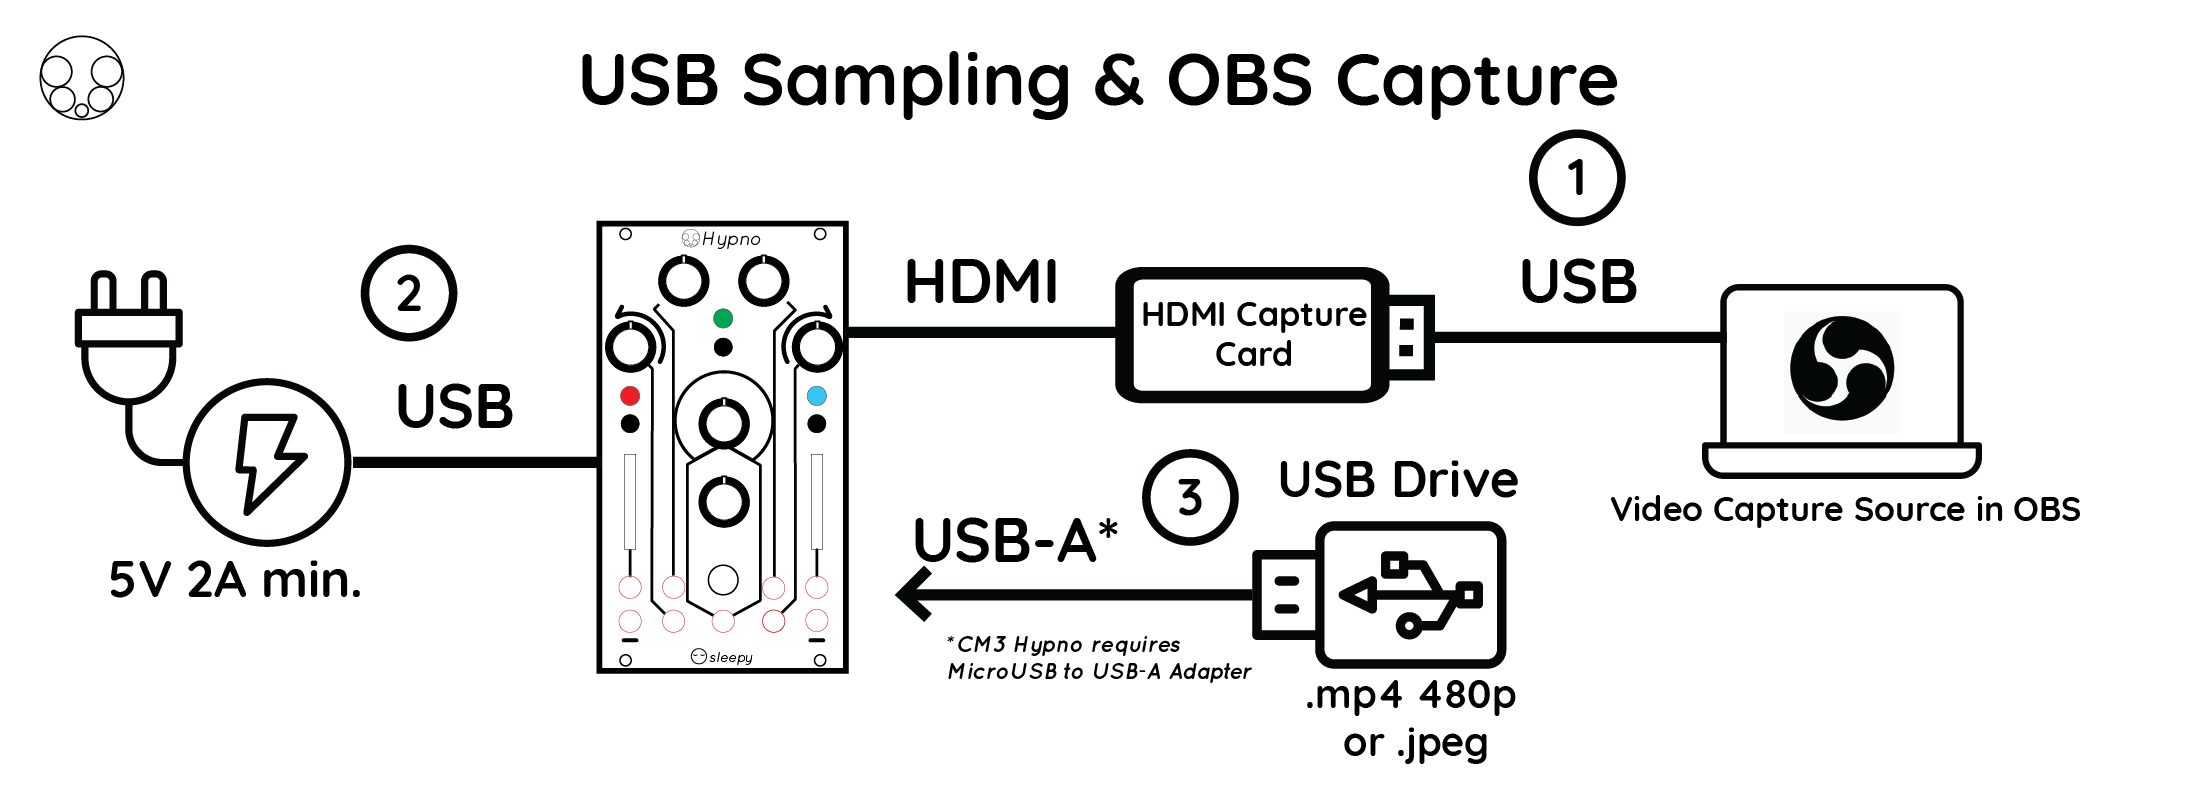 USB Sampling & OBS Capture
1
2
USB
5V 2A min.
Hypno
sleepy
HDMI
HDMI Capture
Card
USB
Video Capture Source in OBS
3
USB Drive
USB-A*
*CM3 Hypno requires
MicroUSB to USB-A Adapter
.mp4 480p
or .jpeg